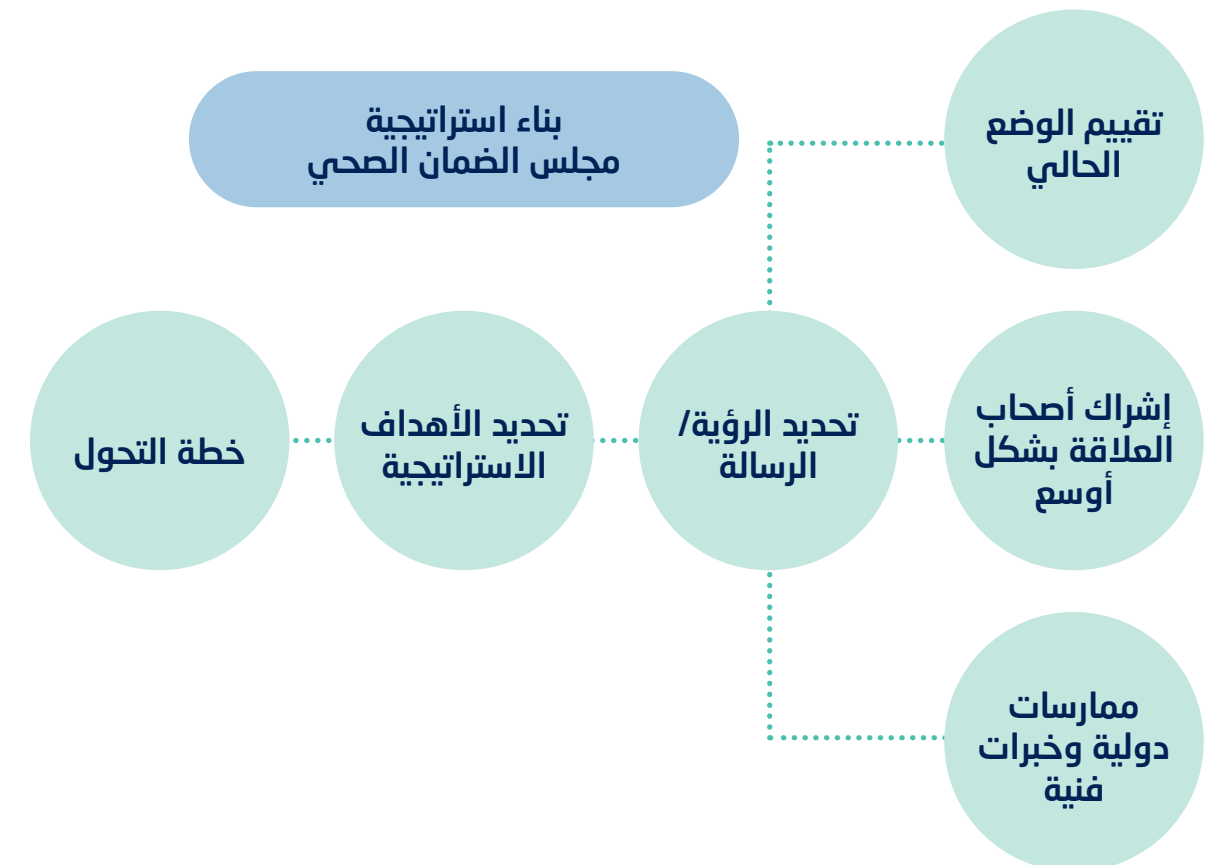 بناء استراتيجية
مجلس الضمان الصحي
تقييم الوضع
الحالي
إشراك أصحاب
العلاقة بشكل
أوسع
ممارسات
دولية وخبرات
فنية
تحديد الرؤية/
الرسالة
تحديد الأهداف
الاستراتيجية
خطة التحول